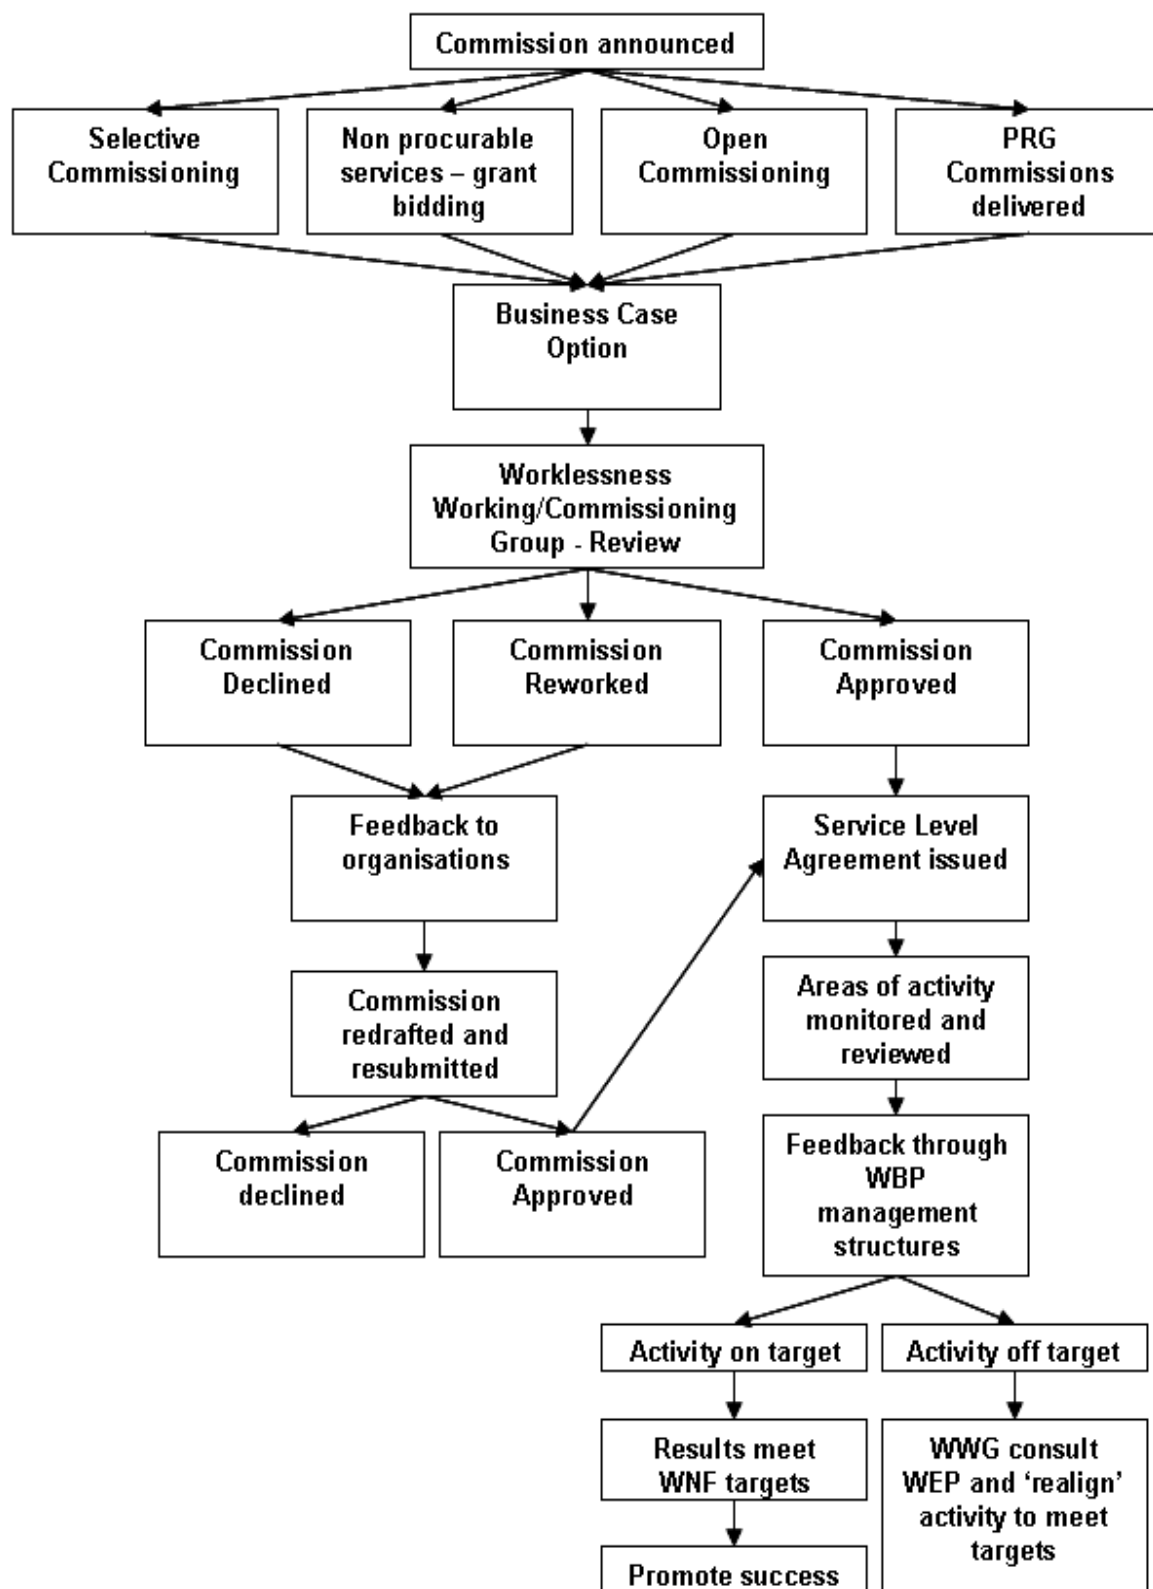 Commission announced
Selective
Commissioning
Non procurable
services – grant
bidding
Open
Commissioning
PRG
Commissions
delivered
Business Case
Option
Worklessness
Working/Commissioning
Group - Review
Commission
Declined
Commission
Reworked
Commission
Approved
Feedback to
organisations
Service Level
Agreement issued
Commission
redrafted and
resubmitted
Areas of activity
monitored and
reviewed
Commission
declined
Commission
Approved
Feedback through
WBP
management
structures
Activity on target
Activity off target
Results meet
WNF targets
WWG consult
WEP and ‘realign’
activity to meet
targets
Promote success